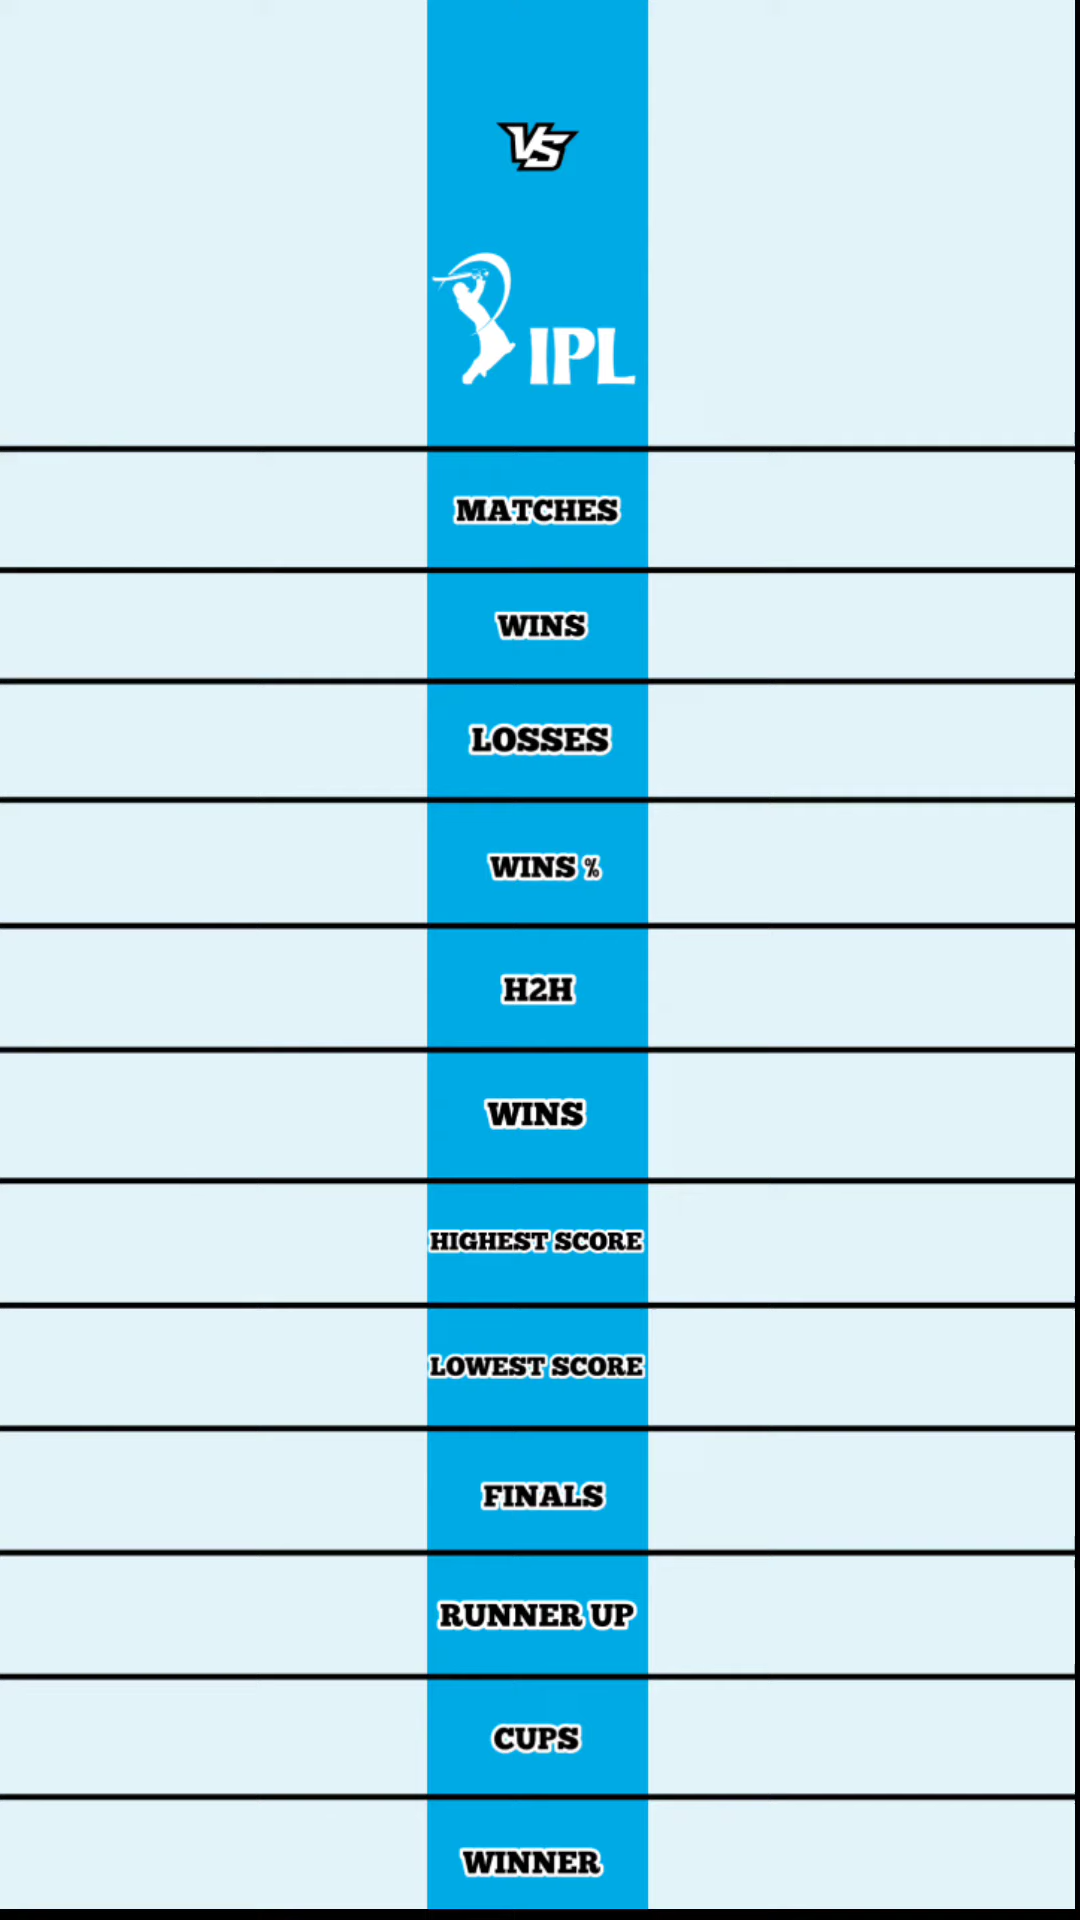 VS
IPL
MATCHES
WINS
LOSSES
WINS %
H2H
WINS
HIGHEST SCORE
LOWEST SCORE
FINALS
RUNNER UP
CUPS
WINNER